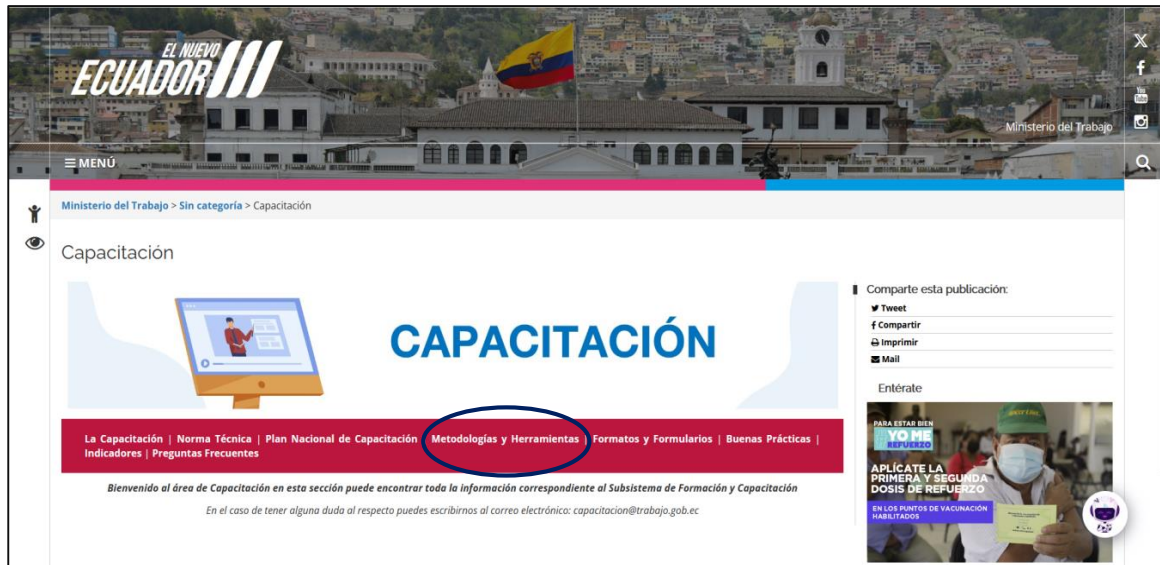 EL NUEVO
ECUADOR
Ministerio del Trabajo
You
Tube
≡ MENÚ
Ministerio del Trabajo > Sin categoría > Capacitación
Capacitación
CAPACITACIÓN
La Capacitación | Norma Técnica | Plan Nacional de Capacitación | Metodologías y Herramientas | Formatos y Formularios | Buenas Prácticas |
Indicadores | Preguntas Frecuentes
Bienvenido al área de Capacitación en esta sección puede encontrar toda la información correspondiente al Subsistema de Formación y Capacitación
En el caso de tener alguna duda al respecto puedes escribirnos al correo electrónico: capacitacion@trabajo.gob.ec
Comparte esta publicación:
Tweet
Compartir
Imprimir
Mail
Entérate
PARA ESTAR BIEN
YO ME
REFUERZO
APLÍCATE LA
PRIMERA Y SEGUNDA
DOSIS DE REFUERZO
EN LOS PUNTOS DE VACUNACIÓN
HABILITADOS